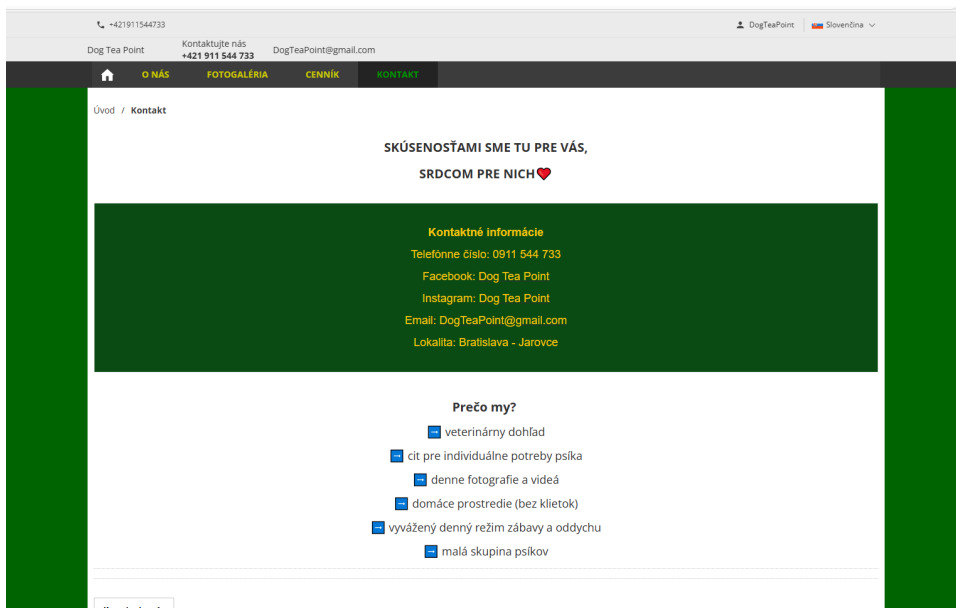 +421911544733
DogTeaPoint
Slovenčina
Dog Tea Point
Kontaktujte nás
+421 911 544 733
DogTeaPoint@gmail.com
O NÁS
FOTOGALÉRIA
CENNÍK
KONTAKT
Úvod / Kontakt
SKÚSENOSŤAMI SME TU PRE VÁS,
SRDCOM PRE NICH
Kontaktné informácie
Telefónne číslo: 0911 544 733
Facebook: Dog Tea Point
Instagram: Dog Tea Point
Email: DogTeaPoint@gmail.com
Lokalita: Bratislava - Jarovce
Prečo my?
veterinárny dohľad
cit pre individuálne potreby psíka
denne fotografie a videá
domáce prostredie (bez klietok)
vyvážený denný režim zábavy a oddychu
malá skupina psíkov